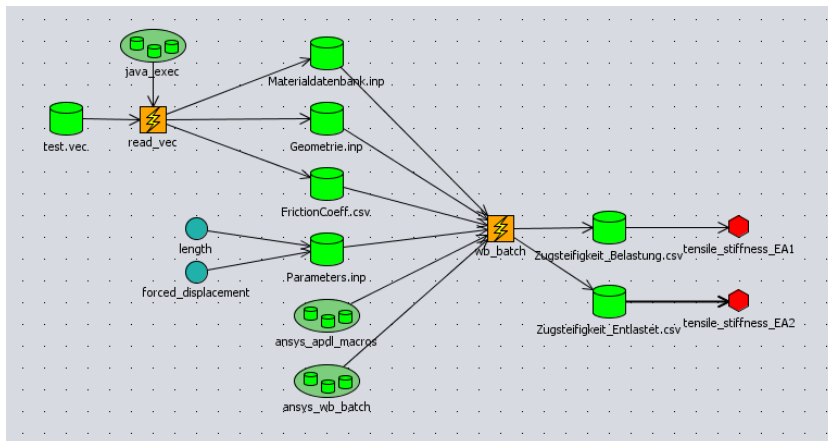 java_exec
Materialdatenbank.inp
test.vec
read_vec
Geometrie.inp
FrictionCoeff.csv
length
wb_batch
Zugsteifigkeit_Belastung.csv
tensile_stiffness_EA1
forced_displacement
Parameters.inp
Zugsteifigkeit_Entlastet.csv
tensile_stiffness_EA2
ansys_apdl_macros
ansys_wb_batch